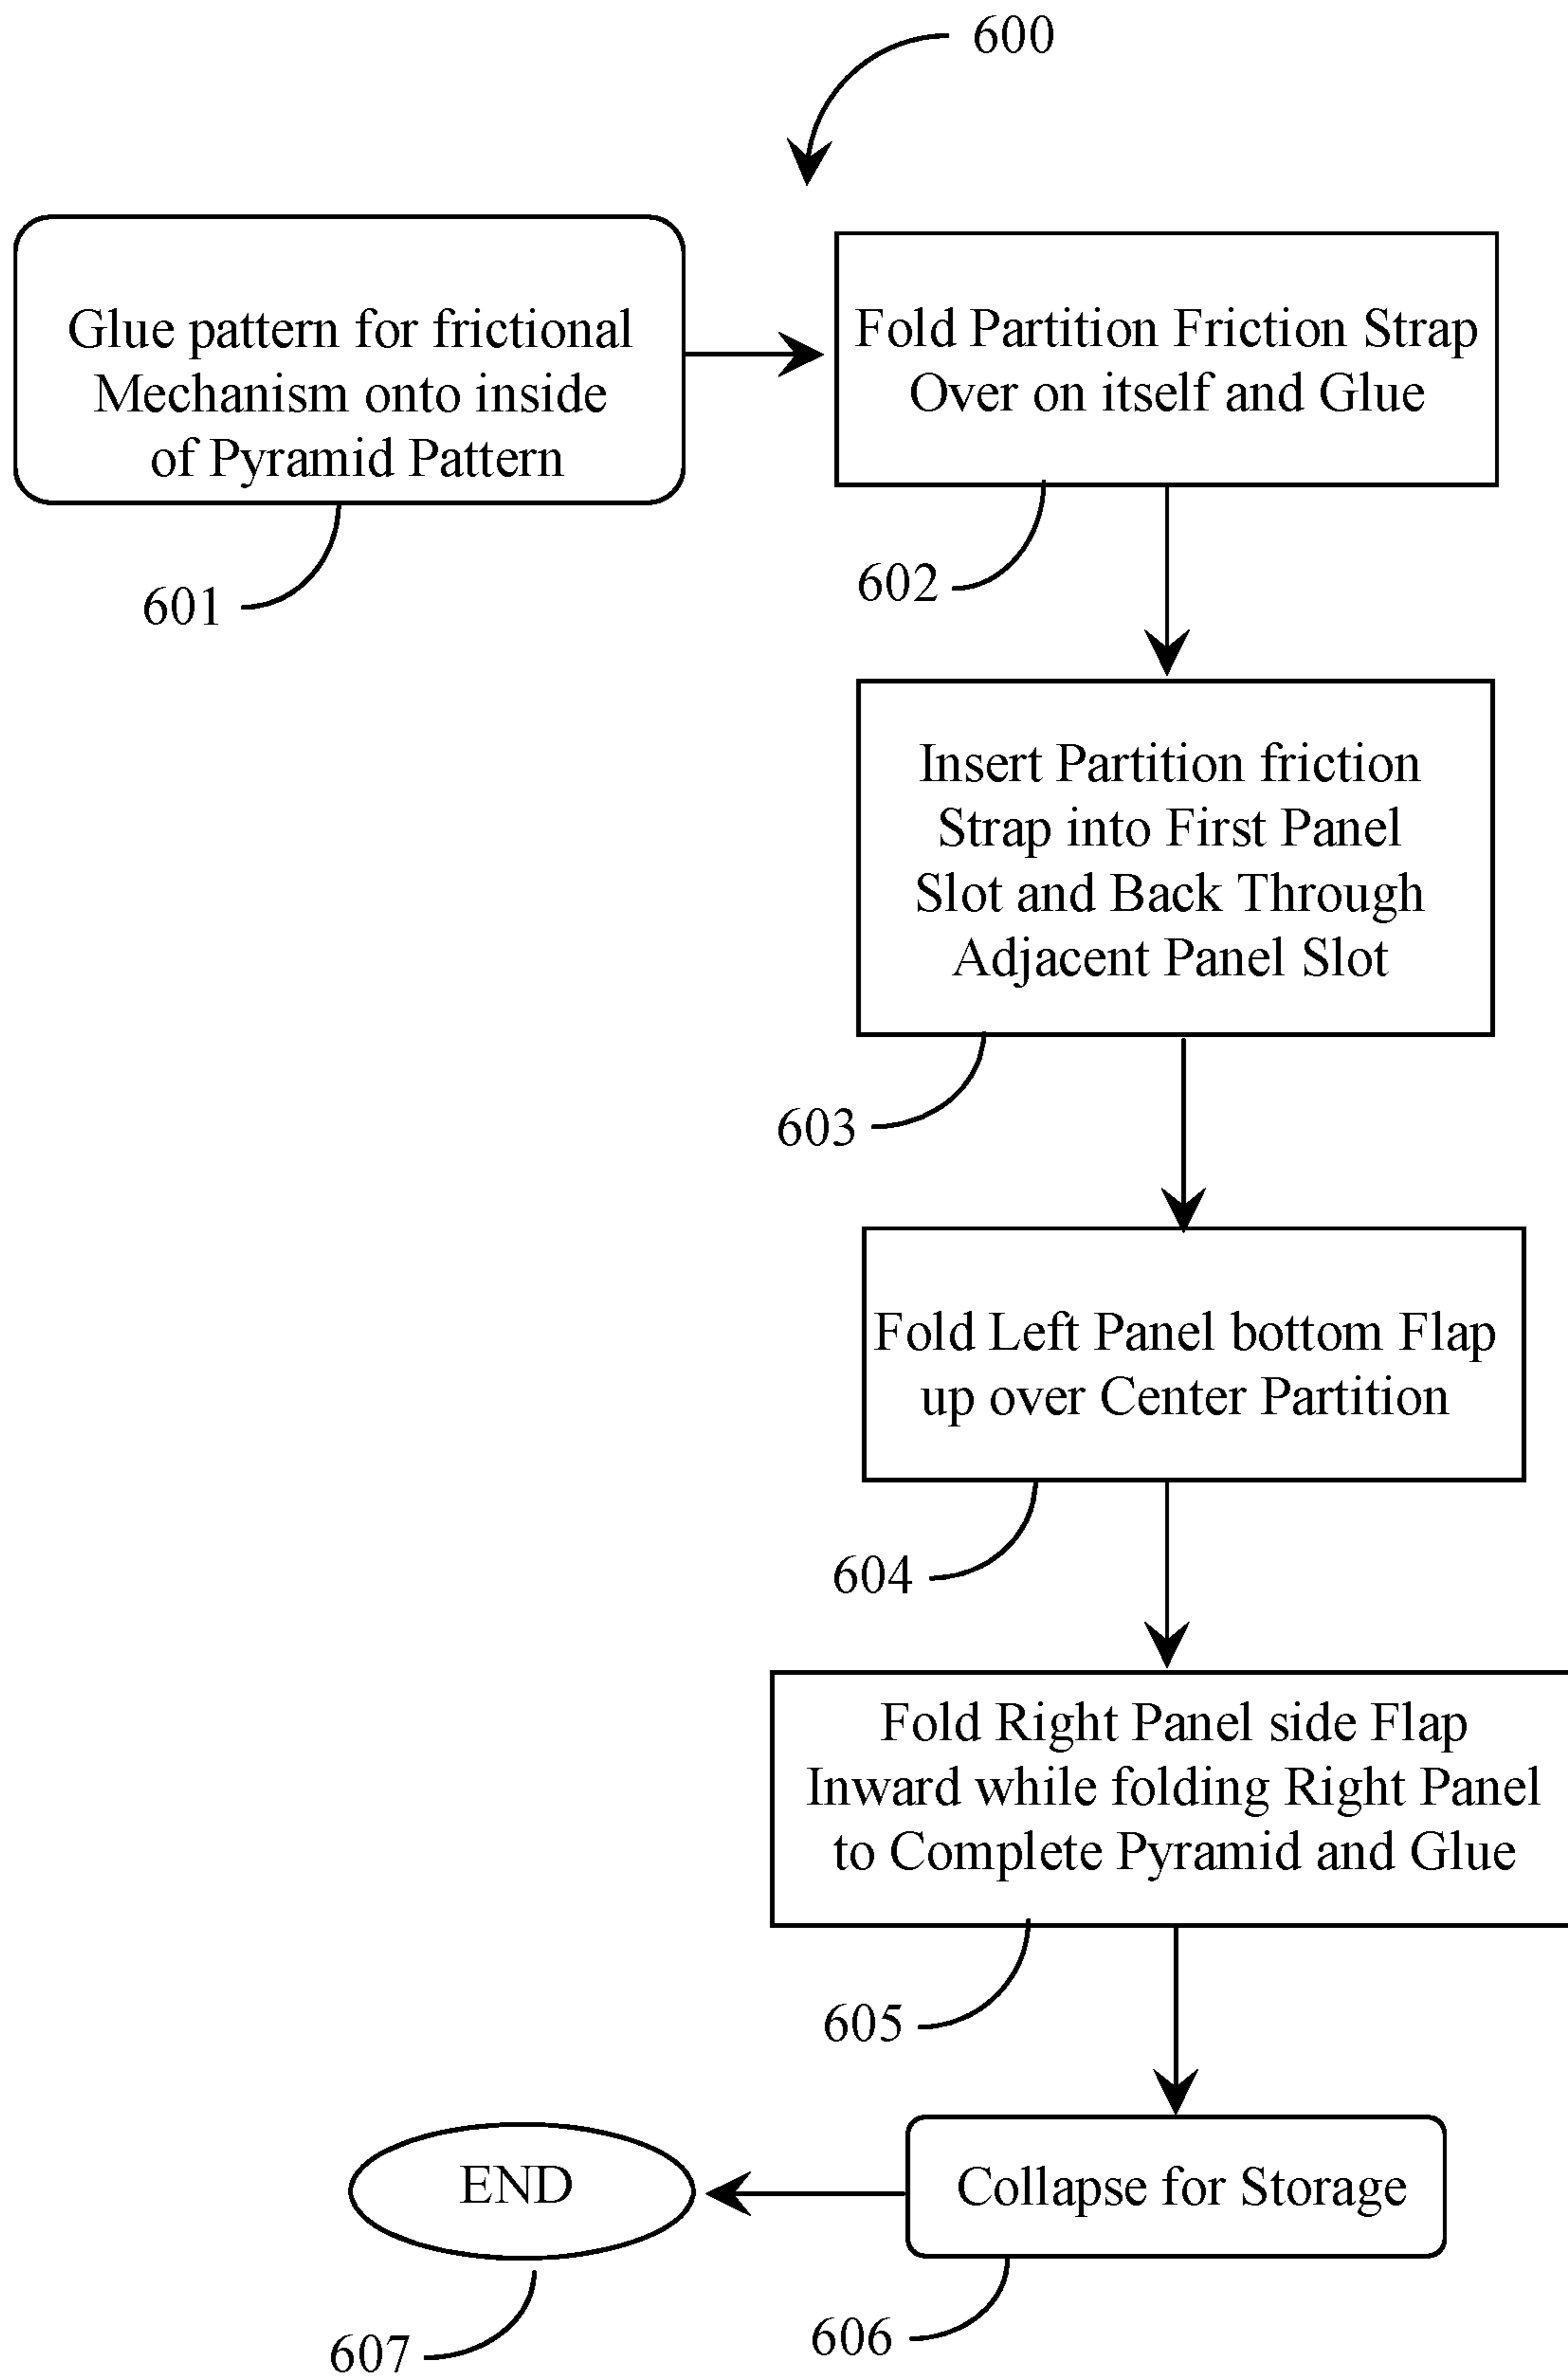 600
Glue pattern for frictional
Mechanism onto inside
of Pyramid Pattern
601
Fold Partition Friction Strap
Over on itself and Glue
602
Insert Partition friction
Strap into First Panel
Slot and Back Through
Adjacent Panel Slot
603
Fold Left Panel bottom Flap
up over Center Partition
604
Fold Right Panel side Flap
Inward while folding Right Panel
to Complete Pyramid and Glue
605
Collapse for Storage
606
END
607